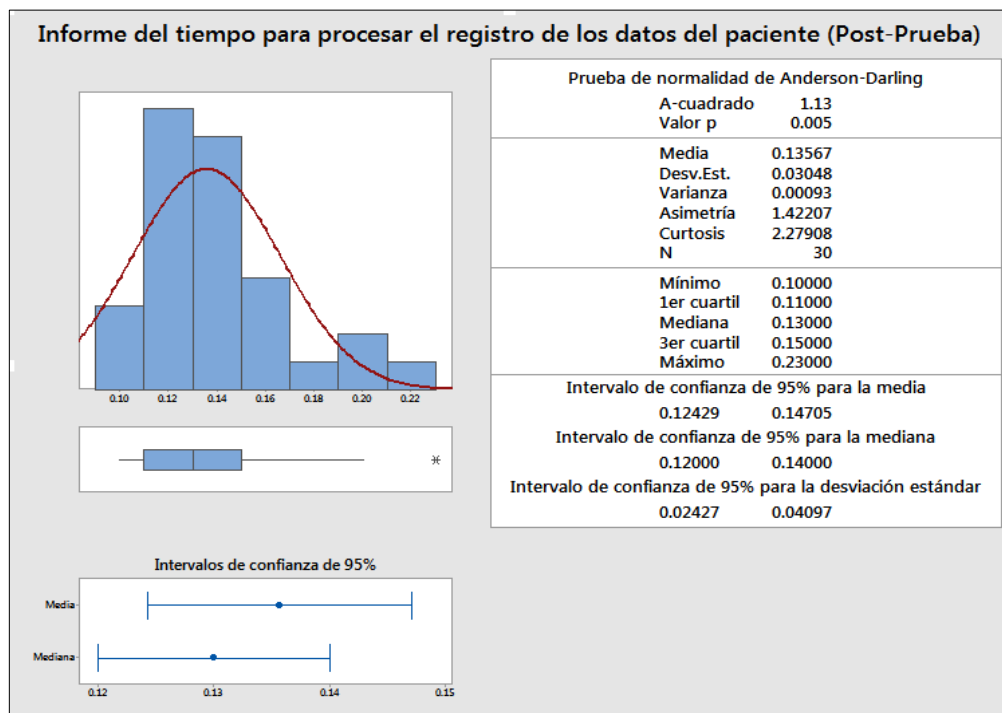 Informe del tiempo para procesar el registro de los datos del paciente (Post-Prueba)
Prueba de normalidad de Anderson-Darling
A-cuadrado 1.13
Valor p 0.005
Media 0.13567
Desv.Est. 0.03048
Varianza 0.00093
Asimetría 1.42207
Curtosis 2.27908
N 30
Mínimo 0.10000
1er cuartil 0.11000
Mediana 0.13000
3er cuartil 0.15000
Máximo 0.23000
Intervalo de confianza de 95% para la media
0.12429 0.14705
Intervalo de confianza de 95% para la mediana
0.12000 0.14000
Intervalo de confianza de 95% para la desviación estándar
0.02427 0.04097
0.10 0.12 0.14 0.16 0.18 0.20 0.22
Intervalos de confianza de 95%
Media
Mediana
0.12 0.13 0.14 0.15